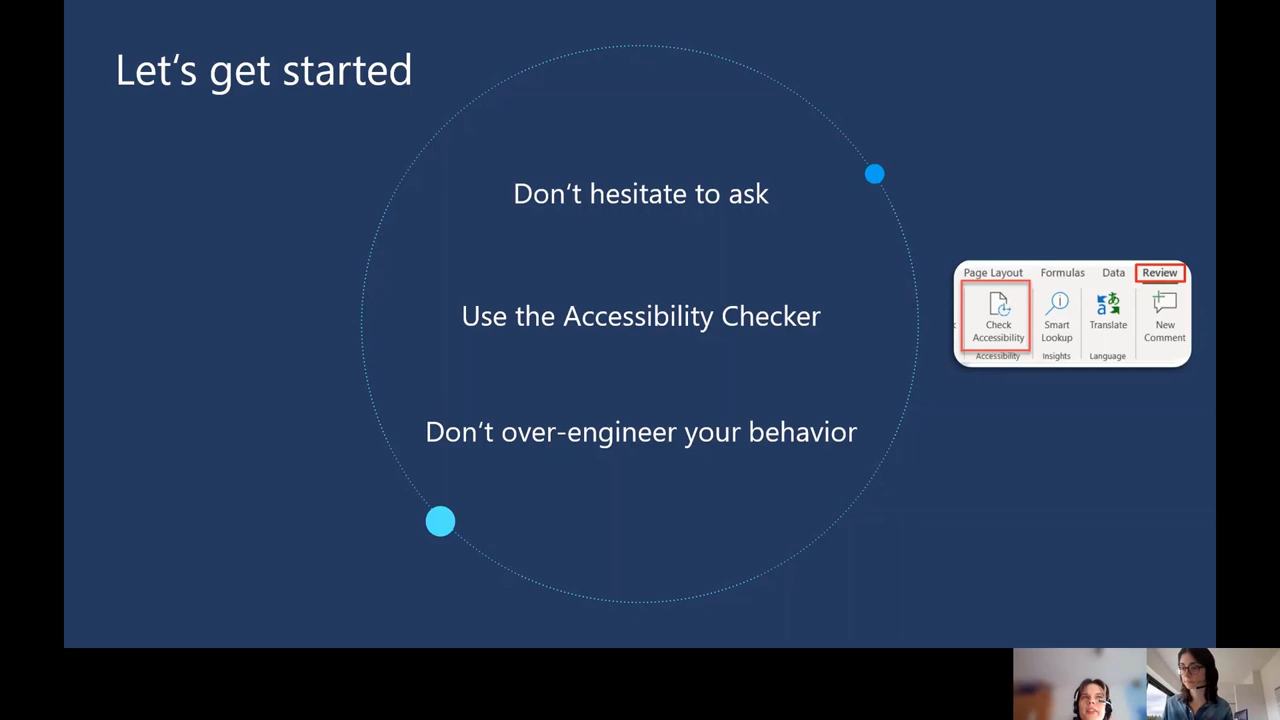 Let‘s get started
Don‘t hesitate to ask
Use the Accessibility Checker
Don‘t over-engineer your behavior
Page Layout Formulas Data Review
Check Accessibility
Smart Lookup
Translate
New Comment
Accessibility Insights Language